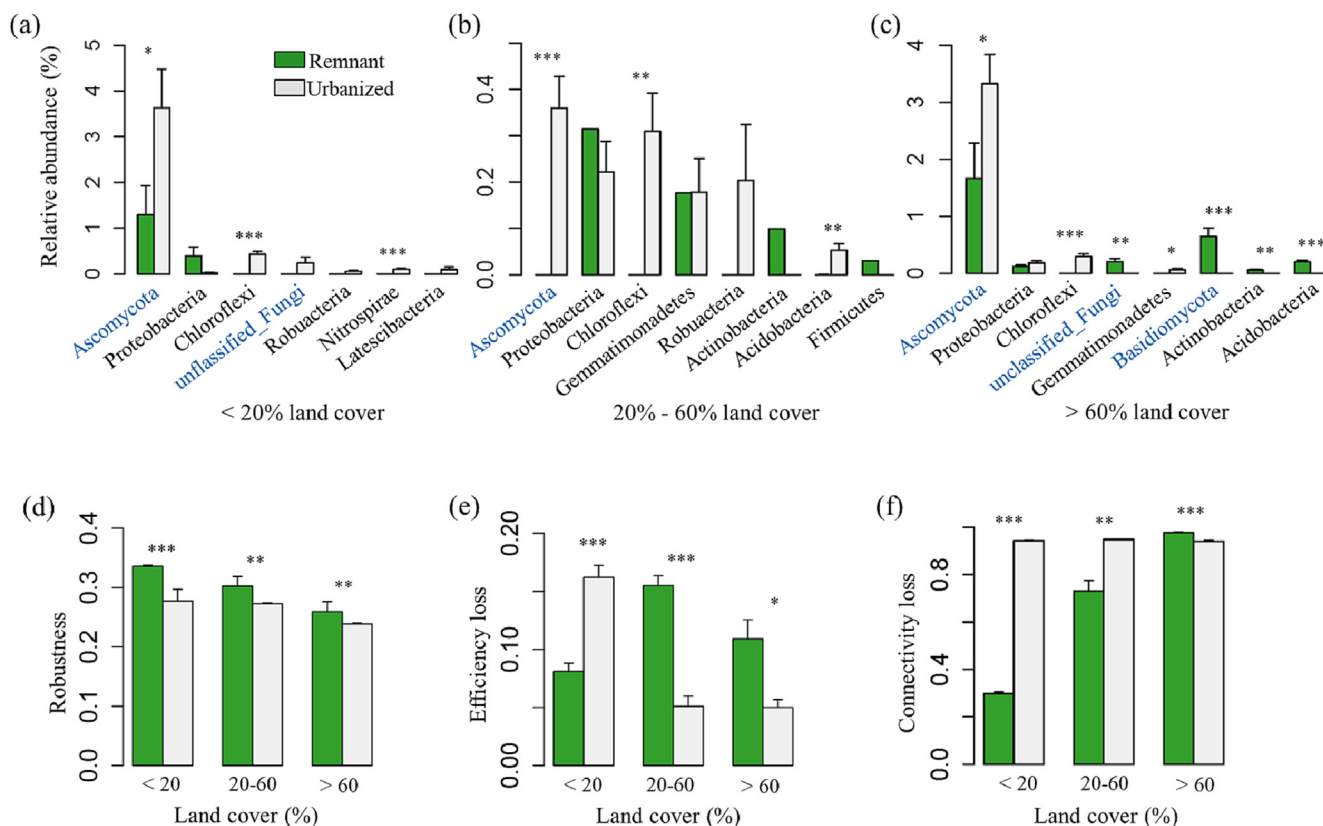 (a)
Relative abundance (%)
5
4
3
2
1
0
*
***
***
Remnant
Urbanized
Ascomycota
Proteobacteria
Chloroflexi
unflassified_Fungi
Robuacteria
Nitrospirae
Latescibacteria
< 20% land cover
(b)
0.4
0.2
0.0
***
**
**
Ascomycota
Proteobacteria
Chloroflexi
Gemmatimonadetes
Robuacteria
Actinobacteria
Acidobacteria
Firmicutes
20% - 60% land cover
(c)
4
3
2
1
0
*
***
**
*
***
**
***
Ascomycota
Proteobacteria
Chloroflexi
unclassified_Fungi
Gemmatimonadetes
Basidiomycota
Actinobacteria
Acidobacteria
> 60% land cover
(d)
Robustness
0.4
0.3
0.2
0.1
0.0
***
**
**
< 20
20-60
> 60
Land cover (%)
(e)
Efficiency loss
0.20
0.10
0.00
***
***
*
< 20
20-60
> 60
Land cover (%)
(f)
Connectivity loss
0.8
0.4
0.0
***
**
***
< 20
20-60
> 60
Land cover (%)